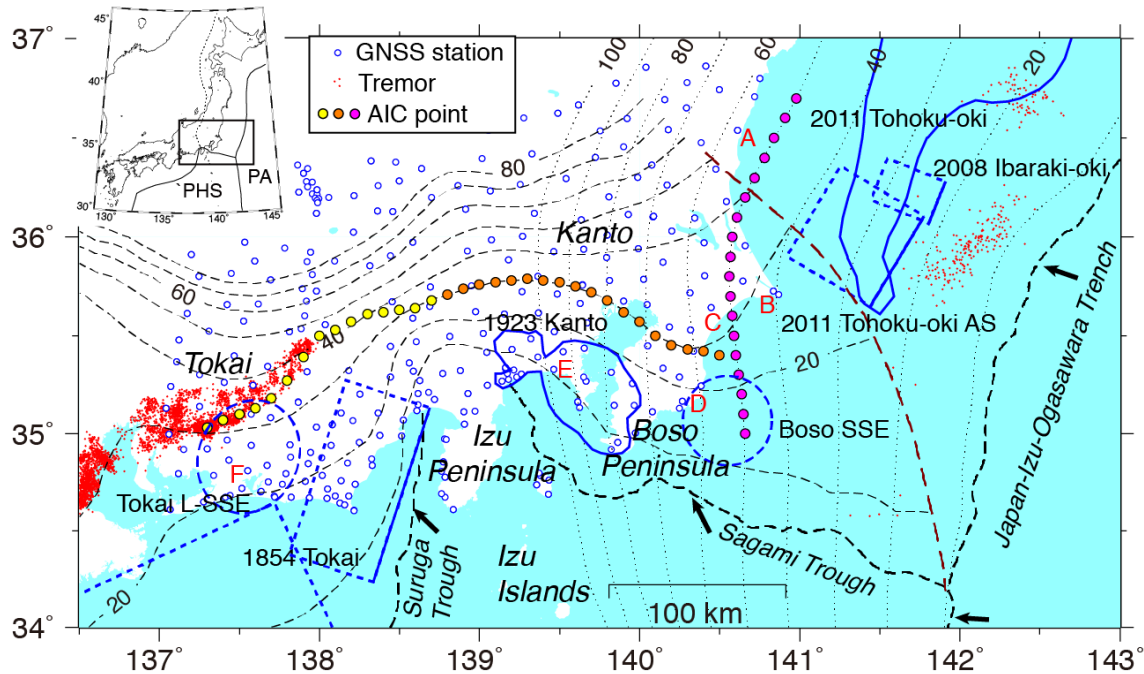 45°
40°
35°
30°
130°
135°
140°
145°
PHS
PA
GNSS station
Tremor
AIC point
37°
36°
35°
34°
100
80
60
40
20
A
2011 Tohoku-oki
2008 Ibaraki-oki
80
Kanto
60
B
C
1923 Kanto
2011 Tohoku-oki AS
40
Tokai
20
E
D
Boso SSE
Izu
Peninsula
Boso
Peninsula
F
Tokai L-SSE
1854 Tokai
Suruga
Trough
Izu
Islands
Sagami Trough
Japan-Izu-Ogasawara Trench
20
100 km
137°
138°
139°
140°
141°
142°
143°